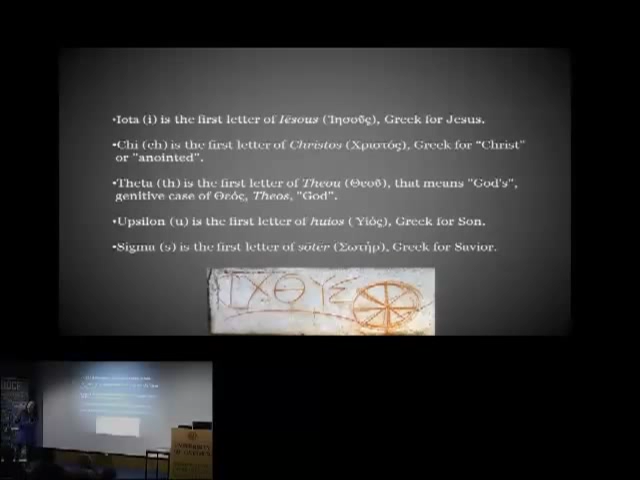 •Iota (i) is the first letter of Iēsous (Ἰησοῦς), Greek for Jesus.
•Chi (ch) is the first letter of Christos (Χριστός), Greek for "Christ"
or "anointed".
•Theta (th) is the first letter of Theou (Θεοῦ), that means "God's",
genitive case of Θεός, Theos, "God".
•Upsilon (u) is the first letter of huios (Υἱός), Greek for Son.
•Sigma (s) is the first letter of sōtēr (Σωτήρ), Greek for Savior.
ΙΧΘΥΣ
UNIVERSITY